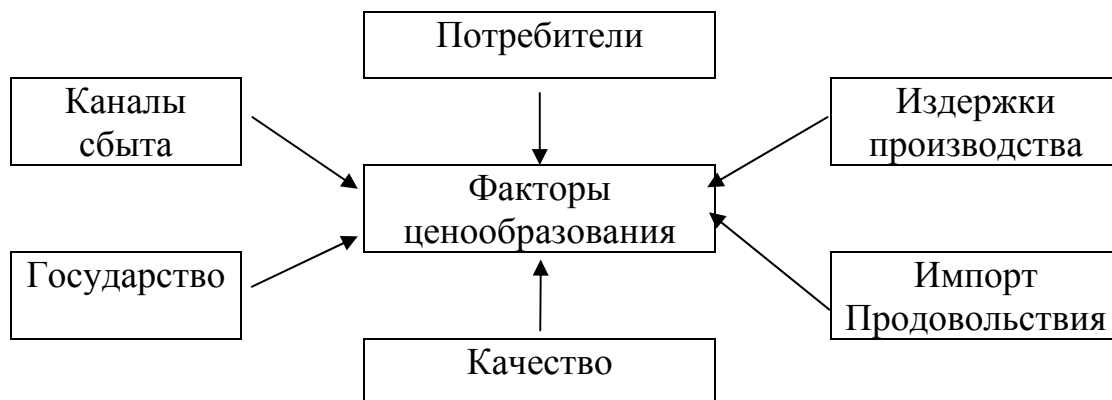 Потребители
Каналы
сбыта
Издержки
производства
Факторы
ценообразования
Государство
Импорт
Продовольствия
Качество